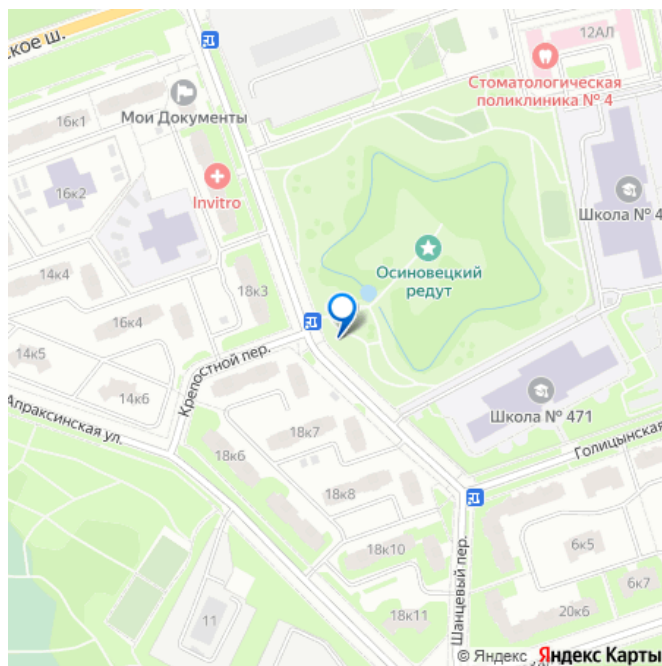 ское ш.
12АЛ
Стоматологическая
поликлиника № 4
16к1
Мои Документы
16к2
Invitro
Школа № 4
Осиновецкий
редут
14к4
18к3
16к4
14к5
Крепостной пер.
14к6
Школа № 471
Апраксинская ул.
18к7
18к6
Голицынская
18к8
Шанцевый пер.
18к10
6к5
6к7
11
18к11
20к6
© Яндекс Яндекс Карты